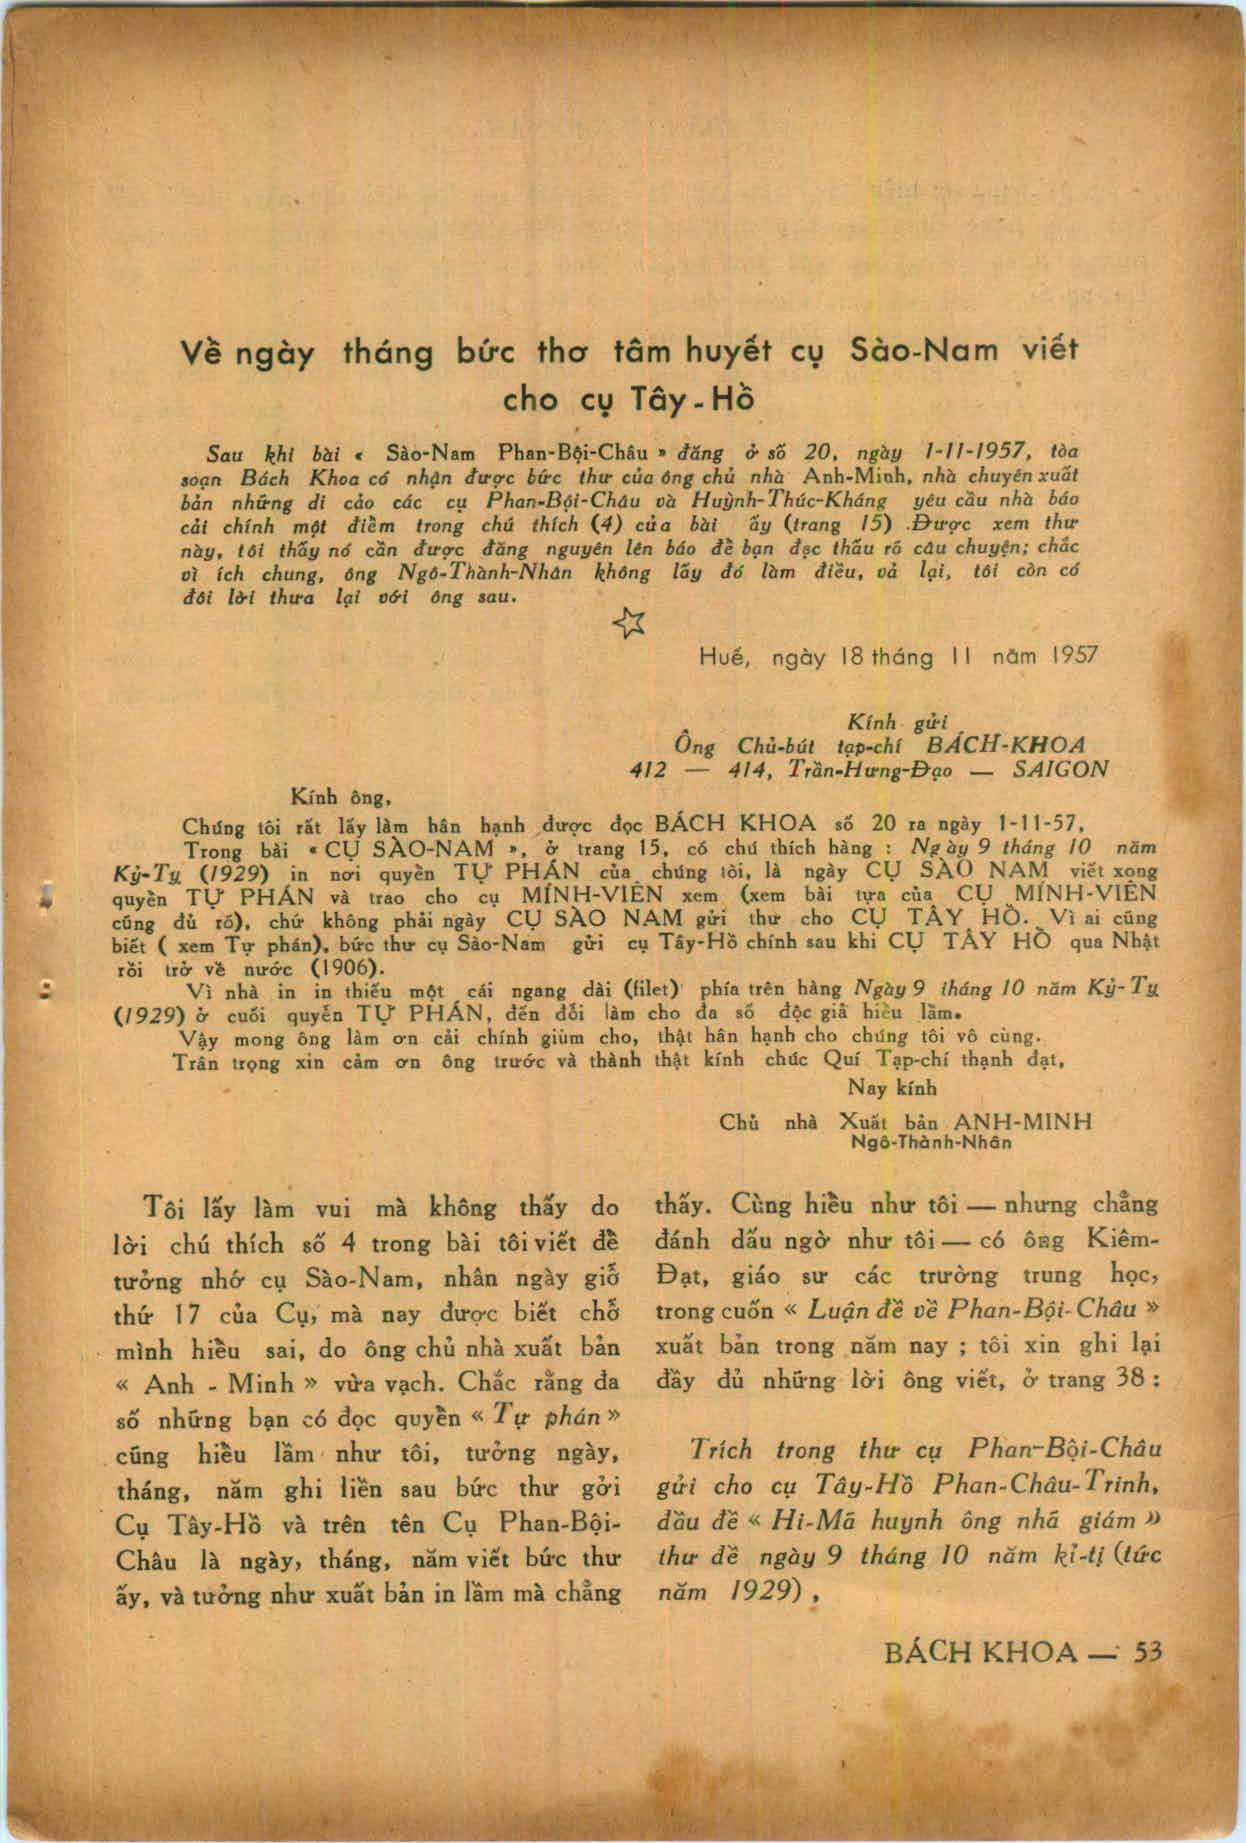 Về ngày tháng bức thơ tâm huyết cụ Sào-Nam viết
cho cụ Tây-Hồ
Sau khi bài « Sào-Nam Phan-Bội-Châu » đăng ở số 20, ngày 1-11-1957, tòa
soạn Bách Khoa có nhận được bức thư của ông chủ nhà Anh-Minh, nhà chuyên xuất
bản những di cảo các cụ Phan-Bội-Châu và Huỳnh-Thúc-Kháng yêu cầu nhà báo
cải chính một điểm trong chú thích (4) của bài ấy (trang 15) .Được xem thư
này, tôi thấy nó cần được đăng nguyên lên báo để bạn đọc thấu rõ câu chuyện; chắc
vì ích chung, ông Ngô-Thành-Nhân không lấy đó làm điều, vả lại, tôi còn có
đôi lời thưa lại với ông sau.
Huế, ngày 18 tháng 11 năm 1957
Kính gửi
Ông Chủ-bút tạp-chí BÁCH-KHOA
412 — 414, Trần-Hưng-Đạo — SAIGON
Kính ông,
Chúng tôi rất lấy làm hân hạnh được đọc BÁCH KHOA số 20 ra ngày 1-11-57,
Trong bài « CỤ SÀO-NAM », ở trang 15, có chú thích hàng : Ng ày 9 tháng 10 năm
Kỷ-Tỵ (1929) in nơi quyển TỰ PHÁN của chúng tôi, là ngày CỤ SÀO NAM viết xong
quyển TỰ PHÁN và trao cho cụ MÍNH-VIÊN xem (xem bài tựa của CỤ MÍNH-VIÊN
cũng đủ rõ), chứ không phải ngày CỤ SÀO NAM gửi thư cho CỤ TÂY HỒ. Vì ai cũng
biết ( xem Tự phán), bức thư cụ Sào-Nam gửi cụ Tây-Hồ chính sau khi CỤ TÂY HỒ qua Nhật
rồi trở về nước (1906).
Vì nhà in in thiếu một cái ngang dài (filet) phía trên hàng Ngày 9 tháng 10 năm Kỷ-Tỵ
(1929) ở cuối quyển TỰ PHÁN, đến đỗi làm cho đa số độc giả hiểu lầm.
Vậy mong ông làm ơn cải chính giùm cho, thật hân hạnh cho chúng tôi vô cùng.
Trân trọng xin cảm ơn ông trước và thành thật kính chúc Quí Tạp-chí thạnh đạt,
Nay kính
Chủ nhà Xuất bản ANH-MINH
Ngô-Thành-Nhân
Tôi lấy làm vui mà không thấy do
lời chú thích số 4 trong bài tôi viết để
tưởng nhớ cụ Sào-Nam, nhân ngày giỗ
thứ 17 của Cụ, mà nay được biết chỗ
mình hiểu sai, do ông chủ nhà xuất bản
« Anh - Minh » vừa vạch. Chắc rằng đa
số những bạn có đọc quyển « Tự phán »
cũng hiểu lầm như tôi, tưởng ngày,
tháng, năm ghi liền sau bức thư gởi
Cụ Tây-Hồ và trên tên Cụ Phan-Bội-
Châu là ngày, tháng, năm viết bức thư
ấy, và tưởng như xuất bản in lầm mà chẳng
thấy. Cùng hiểu như tôi — nhưng chẳng
đánh dấu ngờ như tôi — có ông Kiêm-
Đạt, giáo sư các trường trung học,
trong cuốn « Luận đề về Phan-Bội-Châu »
xuất bản trong năm nay ; tôi xin ghi lại
đầy đủ những lời ông viết, ở trang 38 :
Trích trong thư cụ Phan-Bội-Châu
gửi cho cụ Tây-Hồ Phan-Châu-Trinh,
đầu đề « Hi-Mã huynh ông nhã giám »
thư đề ngày 9 tháng 10 năm kỉ-tị (tức
năm 1929) ,
BÁCH KHOA — 53